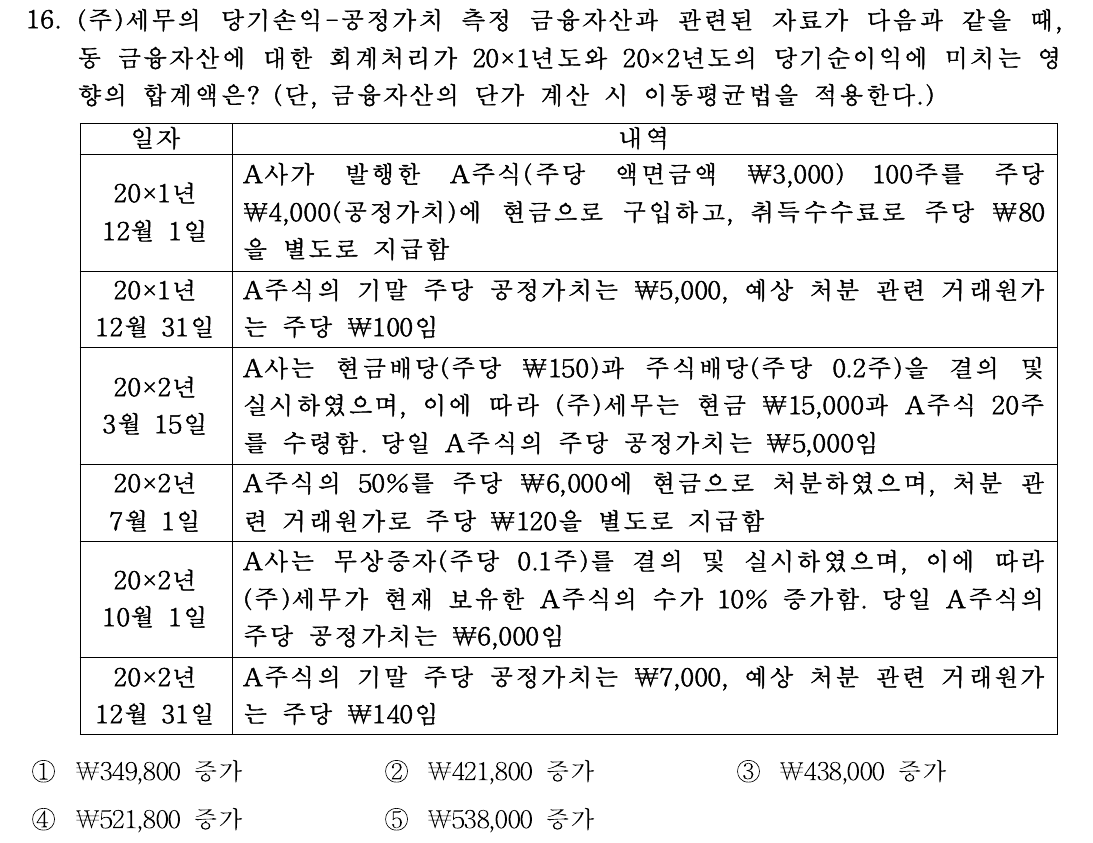 16. (주)세무의 당기손익-공정가치 측정 금융자산과 관련된 자료가 다음과 같을 때,
동 금융자산에 대한 회계처리가 20×1년도와 20×2년도의 당기순이익에 미치는 영
향의 합계액은? (단, 금융자산의 단가 계산 시 이동평균법을 적용한다.)
일자 내역
20×1년
12월 1일
A사가 발행한 A주식(주당 액면금액 ₩3,000) 100주를 주당
₩4,000(공정가치)에 현금으로 구입하고, 취득수수료로 주당 ₩80
을 별도로 지급함
20×1년
12월 31일
A주식의 기말 주당 공정가치는 ₩5,000, 예상 처분 관련 거래원가
는 주당 ₩100임
20×2년
3월 15일
A사는 현금배당(주당 ₩150)과 주식배당(주당 0.2주)을 결의 및
실시하였으며, 이에 따라 (주)세무는 현금 ₩15,000과 A주식 20주
를 수령함. 당일 A주식의 주당 공정가치는 ₩5,000임
20×2년
7월 1일
A주식의 50%를 주당 ₩6,000에 현금으로 처분하였으며, 처분 관
련 거래원가로 주당 ₩120을 별도로 지급함
20×2년
10월 1일
A사는 무상증자(주당 0.1주)를 결의 및 실시하였으며, 이에 따라
(주)세무가 현재 보유한 A주식의 수가 10% 증가함. 당일 A주식의
주당 공정가치는 ₩6,000임
20×2년
12월 31일
A주식의 기말 주당 공정가치는 ₩7,000, 예상 처분 관련 거래원가
는 주당 ₩140임
① ₩349,800 증가 ② ₩421,800 증가 ③ ₩438,000 증가
④ ₩521,800 증가 ⑤ ₩538,000 증가